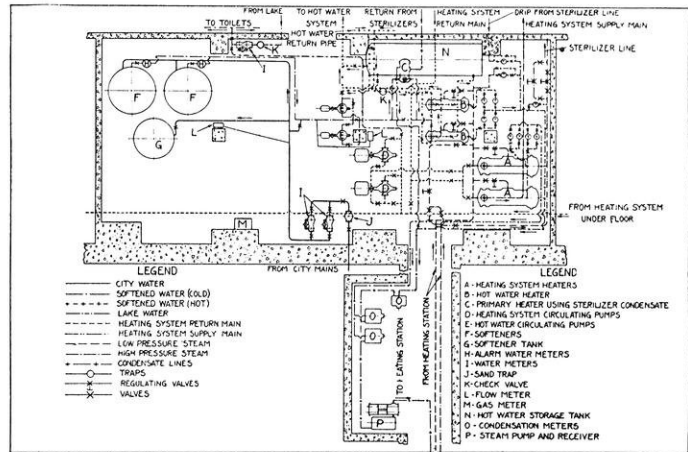 FROM LAKE
TO HOT WATER
SYSTEM
RETURN FROM
STERILIZERS
HEATING SYSTEM
RETURN MAIN
DRIP FROM STERILIZER LINE
HEATING SYSTEM SUPPLY MAIN
TO TOILETS
HOT WATER
RETURN PIPE
STERILIZER
LINE
K
I
N
C
K
F
F
G
L
A
A
D
D
J
M
FROM HEATING
SYSTEM
UNDER FLOOR
FROM CITY MAINS
TO HEATING STATION
FROM HEATING STATION
P
LEGEND
CITY WATER
SOFTENED WATER (COLD)
SOFTENED WATER (HOT)
LAKE WATER
HEATING SYSTEM RETURN MAIN
HEATING SYSTEM SUPPLY MAIN
LOW PRESSURE STEAM
HIGH PRESSURE STEAM
CONDENSATE LINES
TRAPS
REGULATING VALVES
VALVES
LEGEND
A - HEATING SYSTEM HEATERS
B - HOT WATER HEATER
C - PRIMARY HEATER USING STERILIZER CONDENSATE
D - HEATING SYSTEM CIRCULATING PUMPS
E - HOT WATER CIRCULATING PUMPS
F - SOFTENERS
G - SOFTENER TANK
H - ALARM WATER METERS
I - WATER METERS
J - SAND TRAP
K - CHECK VALVE
L - FLOW METER
M - GAS METER
N - HOT WATER STORAGE TANK
O - CONDENSATION METERS
P - STEAM PUMP AND RECEIVER